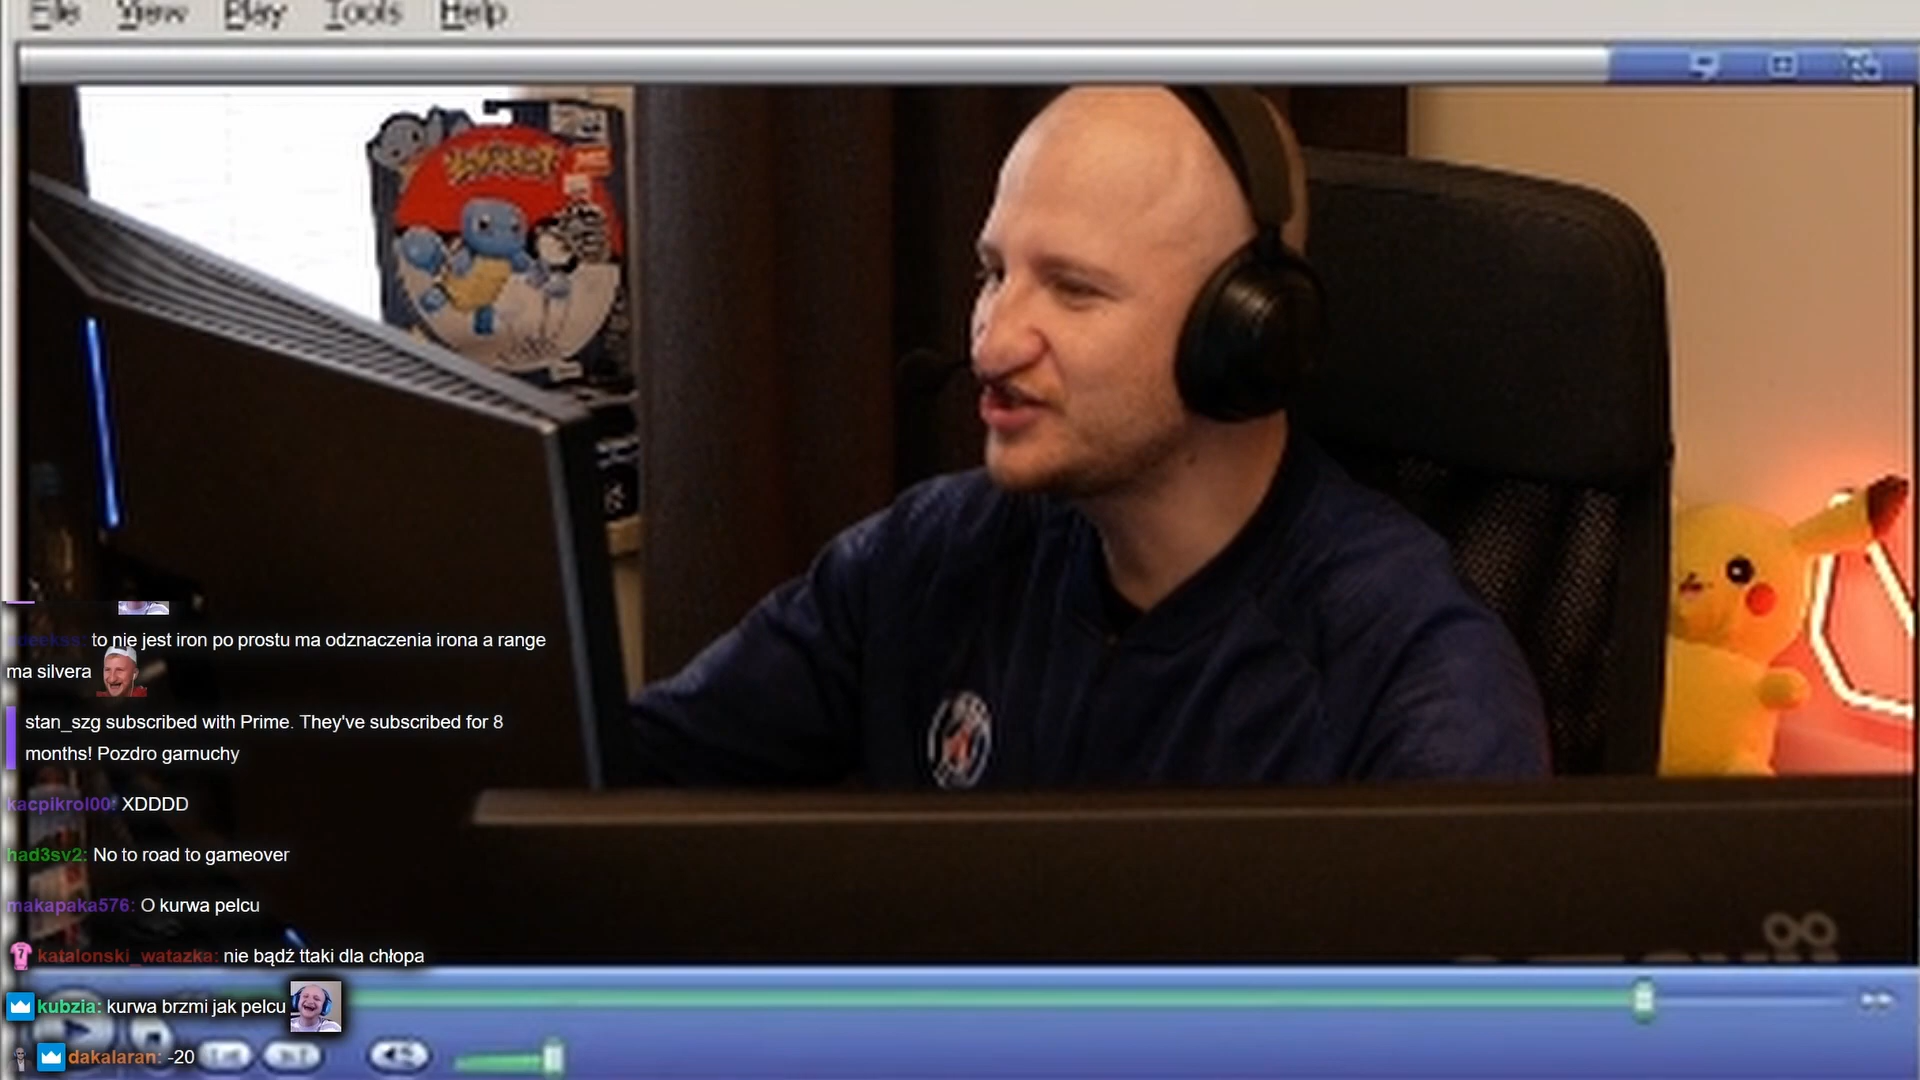 File View Play Tools Help
to nie jest iron po prostu ma odznaczenia irona a range
ma silvera
stan_szg subscribed with Prime. They've subscribed for 8
months! Pozdro garnuchy
kacpikrol00: XDDDD
had3sv2: No to road to gameover
makapaka576: O kurwa pelcu
katalonski_watazka: nie bądź ttaki dla chłopa
kubzia: kurwa brzmi jak pelcu
dakalaran: -20